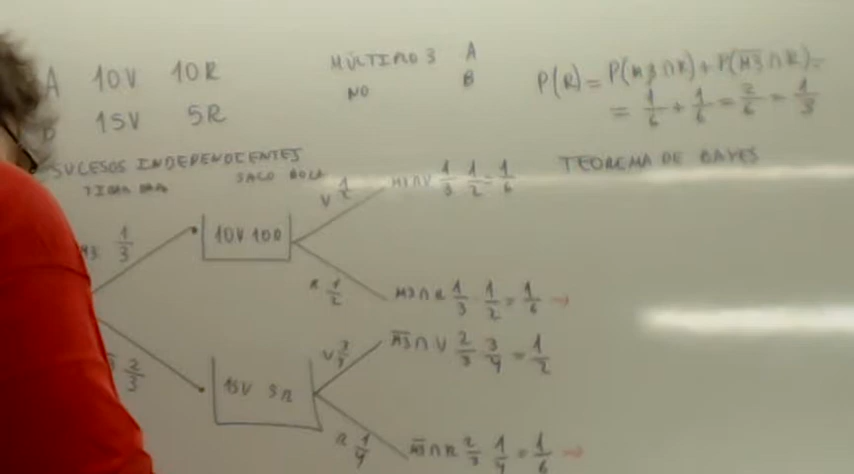 A 10V 10R
15V 5R
MÚLTIPLO 3 A
NO B
P(R) = P(M3∩R) + P(M̅3̅∩R) =
= 1/6 + 1/6 = 2/6 = 1/3
SUCESOS INDEPENDIENTES
SACO BOLA
TEOREMA DE BAYES
V 1/2
M3∩V 1/3 1/2 = 1/6
M3 1/3
10V 10R
R 1/2
M3∩R 1/3 1/2 = 1/6 →
V 3/4
M̅3̅∩V 2/3 3/4 = 1/2
2/3
15V 5R
R 1/4
M̅3̅∩R 2/3 1/4 = 1/6 →